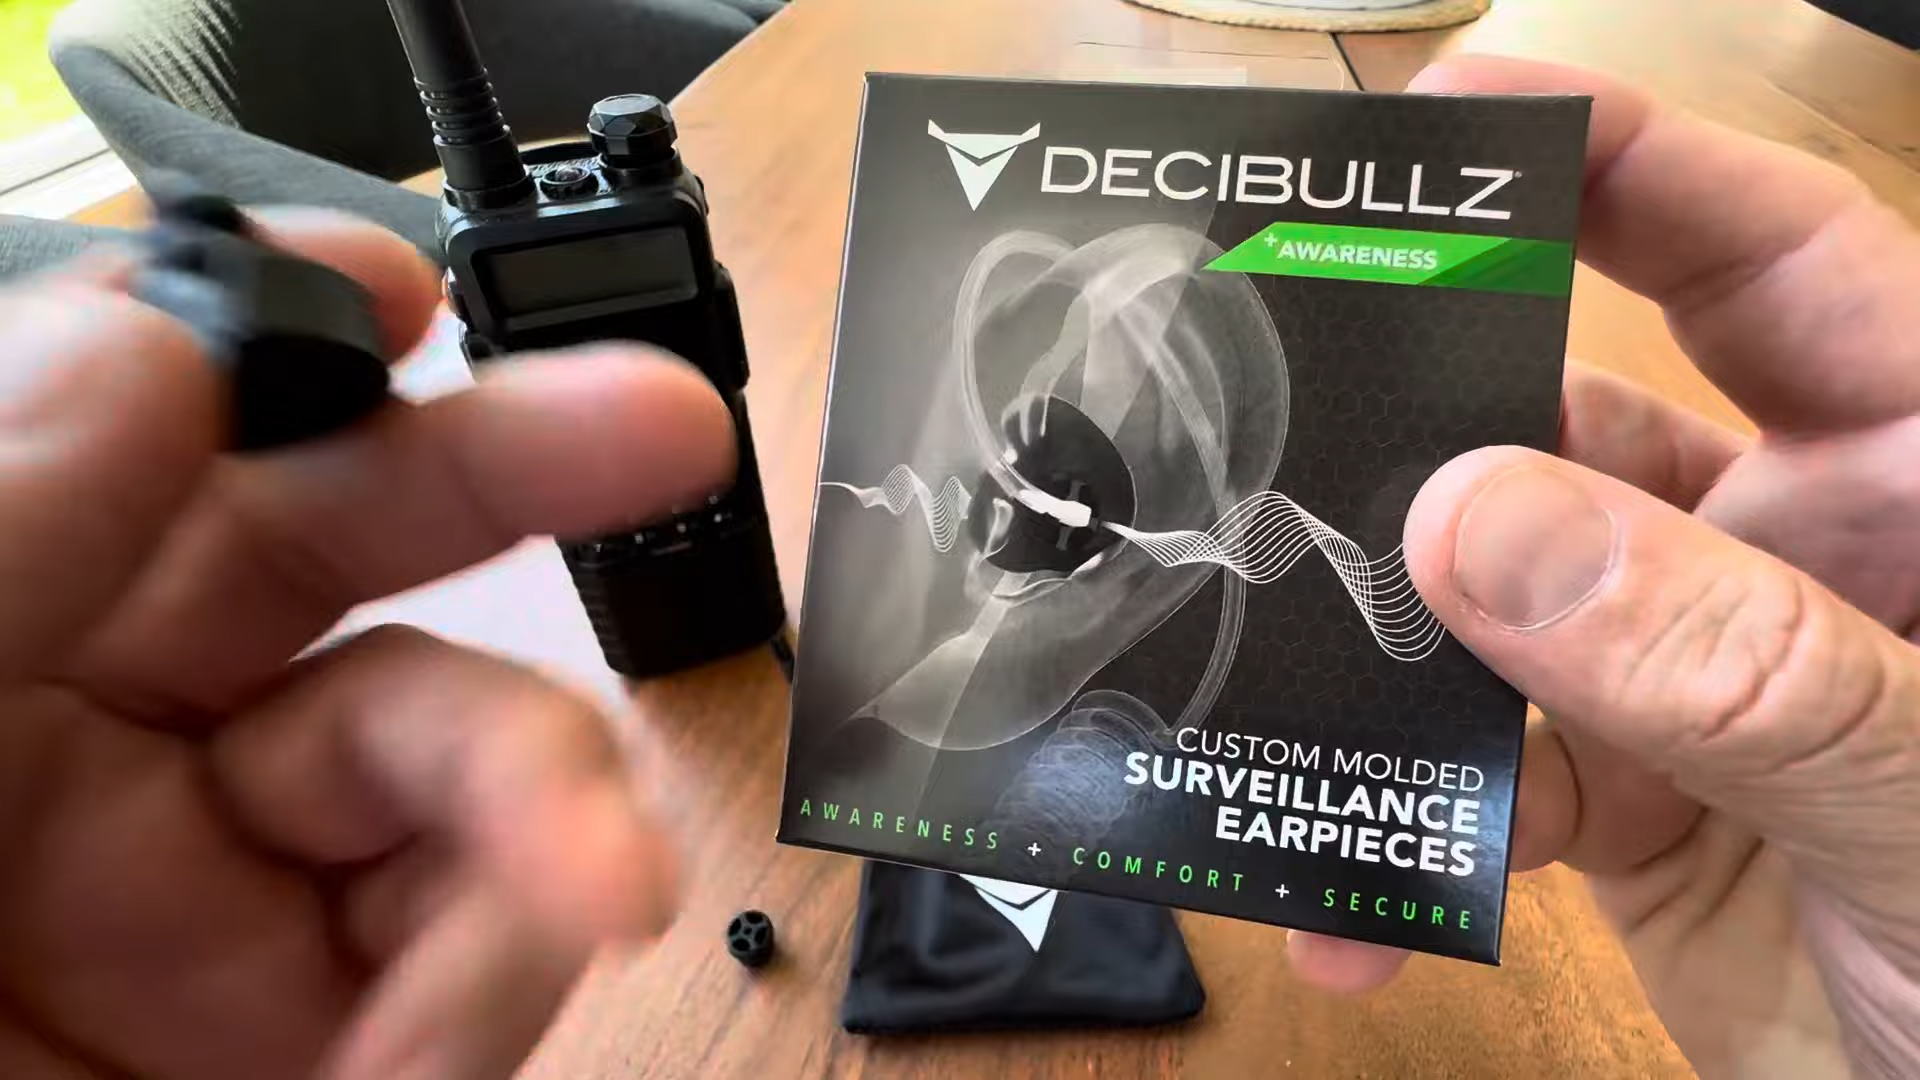 DECIBULLZ
+AWARENESS
CUSTOM MOLDED
SURVEILLANCE
EARPIECES
AWARENESS + COMFORT + SECURE